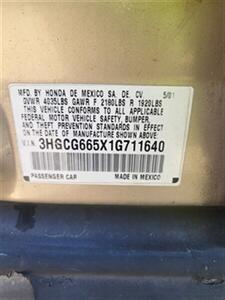 MFD. BY HONDA DE MEXICO SA. DE. CV. 5/01
GVWR 4035LBS GAWR F 2180LBS R 1920LBS
THIS VEHICLE CONFORMS TO ALL APPLICABLE
FEDERAL MOTOR VEHICLE SAFETY, BUMPER,
AND THEFT PREVENTION STANDARDS IN EFFECT
ON THE DATE OF MANUFACTURE SHOWN ABOVE.
V.I.N. 3HGCG665X1G711640
PASSENGER CAR MEXICO